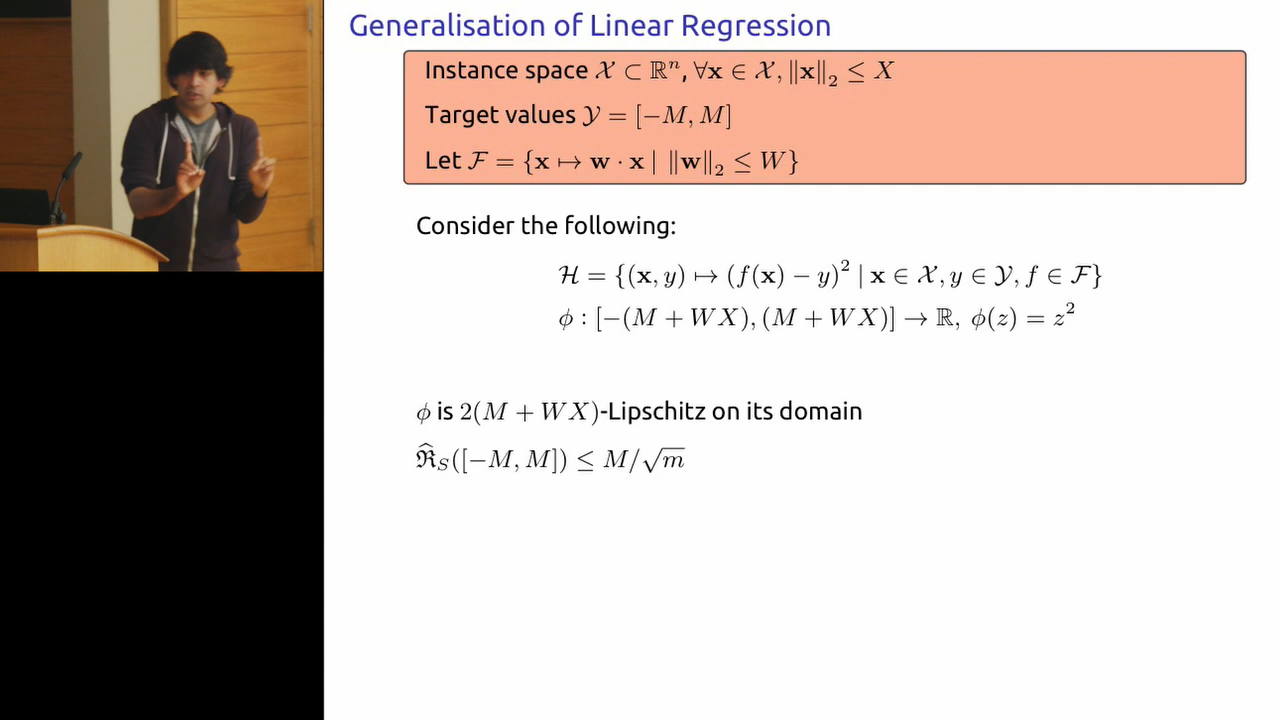 Generalisation of Linear Regression
Instance space 𝒳 ⊂ ℝⁿ, ∀𝐱 ∈ 𝒳, ‖𝐱‖₂ ≤ X
Target values 𝒴 = [−M, M]
Let ℱ = {𝐱 ↦ 𝐰 · 𝐱 | ‖𝐰‖₂ ≤ W}
Consider the following:
ℋ = {(𝐱, y) ↦ (f(𝐱) − y)² | 𝐱 ∈ 𝒳, y ∈ 𝒴, f ∈ ℱ}
ϕ : [−(M + WX), (M + WX)] → ℝ, ϕ(z) = z²
ϕ is 2(M + WX)-Lipschitz on its domain
ℜ̂_S([−M, M]) ≤ M/√m